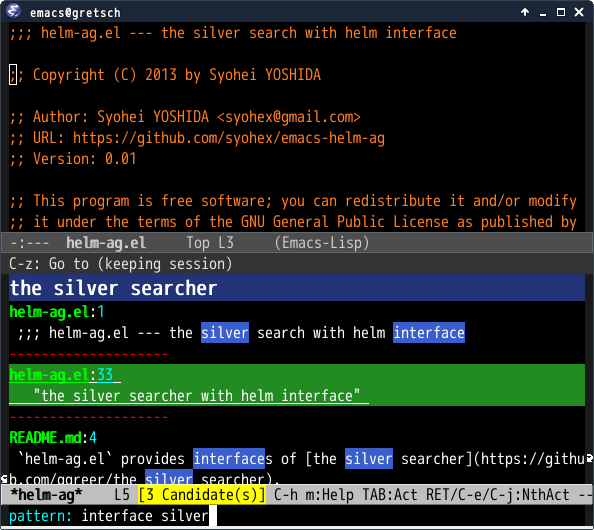 emacs@gretsch
;;; helm-ag.el --- the silver search with helm interface
;; Copyright (C) 2013 by Syohei YOSHIDA
;; Author: Syohei YOSHIDA <syohex@gmail.com>
;; URL: https://github.com/syohex/emacs-helm-ag
;; Version: 0.01
;; This program is free software; you can redistribute it and/or modify
;; it under the terms of the GNU General Public License as published by
-:---  helm-ag.el     Top L3     (Emacs-Lisp)
C-z: Go to (keeping session)
the silver searcher
helm-ag.el:1
;;; helm-ag.el --- the silver search with helm interface
--------------------
helm-ag.el:33
"the silver searcher with helm interface"
--------------------
README.md:4
`helm-ag.el` provides interfaces of [the silver searcher](https://githu
b.com/ggreer/the silver searcher).
*helm-ag*    L5 [3 Candidate(s)] C-h m:Help TAB:Act RET/C-e/C-j:NthAct --
pattern: interface silver